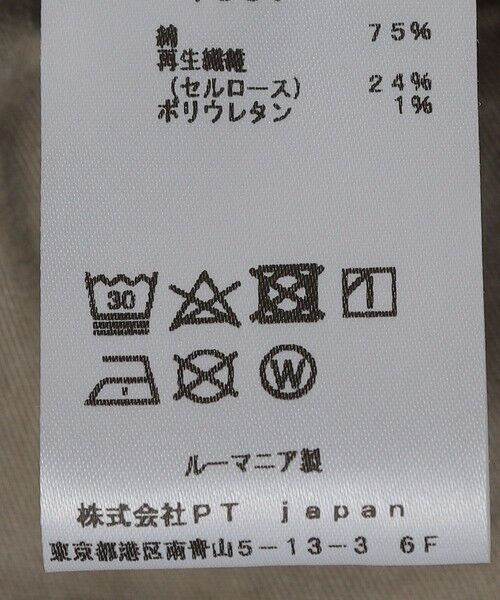 綿 75%
再生繊維
(セルロース) 24%
ポリウレタン 1%
30
W
ルーマニア製
株式会社PT japan
東京都港区南青山5-13-3 6F